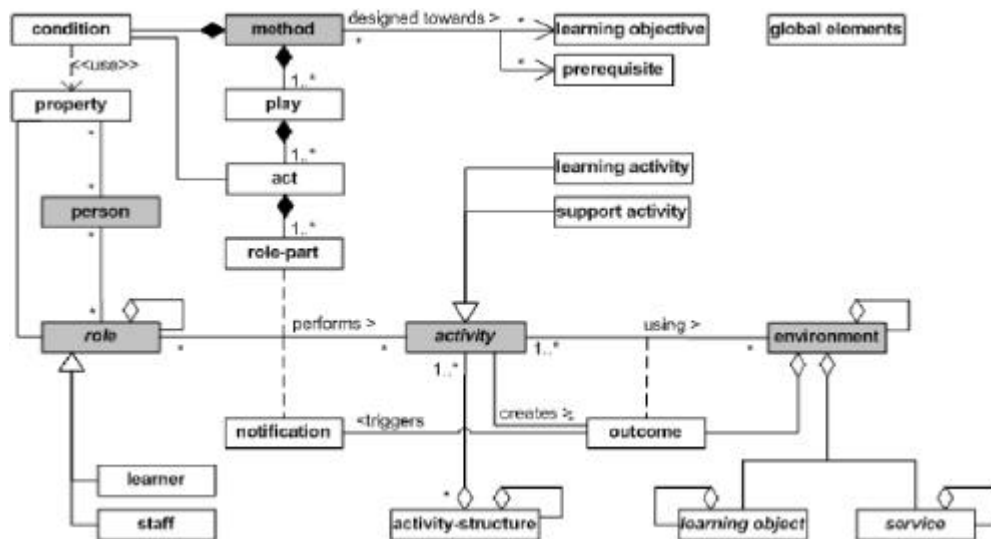 condition
method
designed towards >
*
*
learning objective
global elements
<<use>>
*
prerequisite
1..*
property
play
*
1..*
act
learning activity
*
person
support activity
*
1..*
role-part
*
role
performs >
activity
using >
environment
*
*
1..*
1..*
*
notification
<triggers
creates >
outcome
learner
*
staff
activity-structure
learning object
service